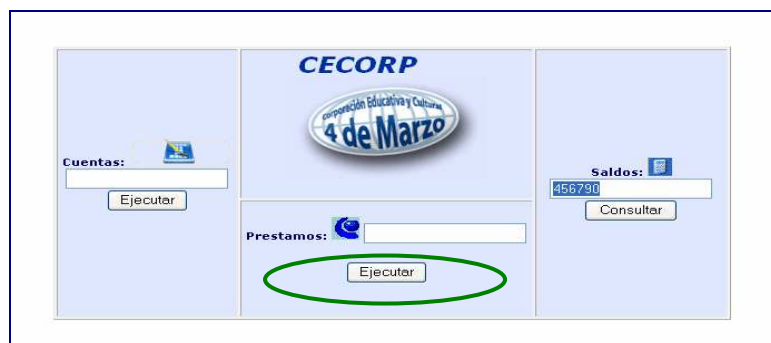 CECORP
corporación Educativa y Cultural
4 de Marzo
Cuentas:
Ejecutar
Prestamos:
Ejecutar
Saldos:
456790
Consultar